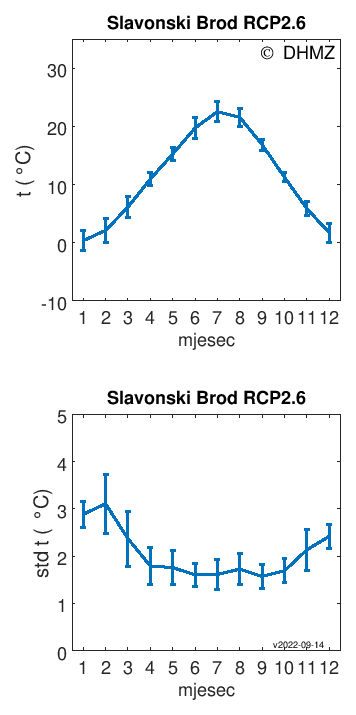 Slavonski Brod RCP2.6
© DHMZ
30
20
10
0
-10
t ( °C)
1 2 3 4 5 6 7 8 9 10 11 12
mjesec
Slavonski Brod RCP2.6
5
4
3
2
1
0
std t ( °C)
v2022-09-14
1 2 3 4 5 6 7 8 9 10 11 12
mjesec